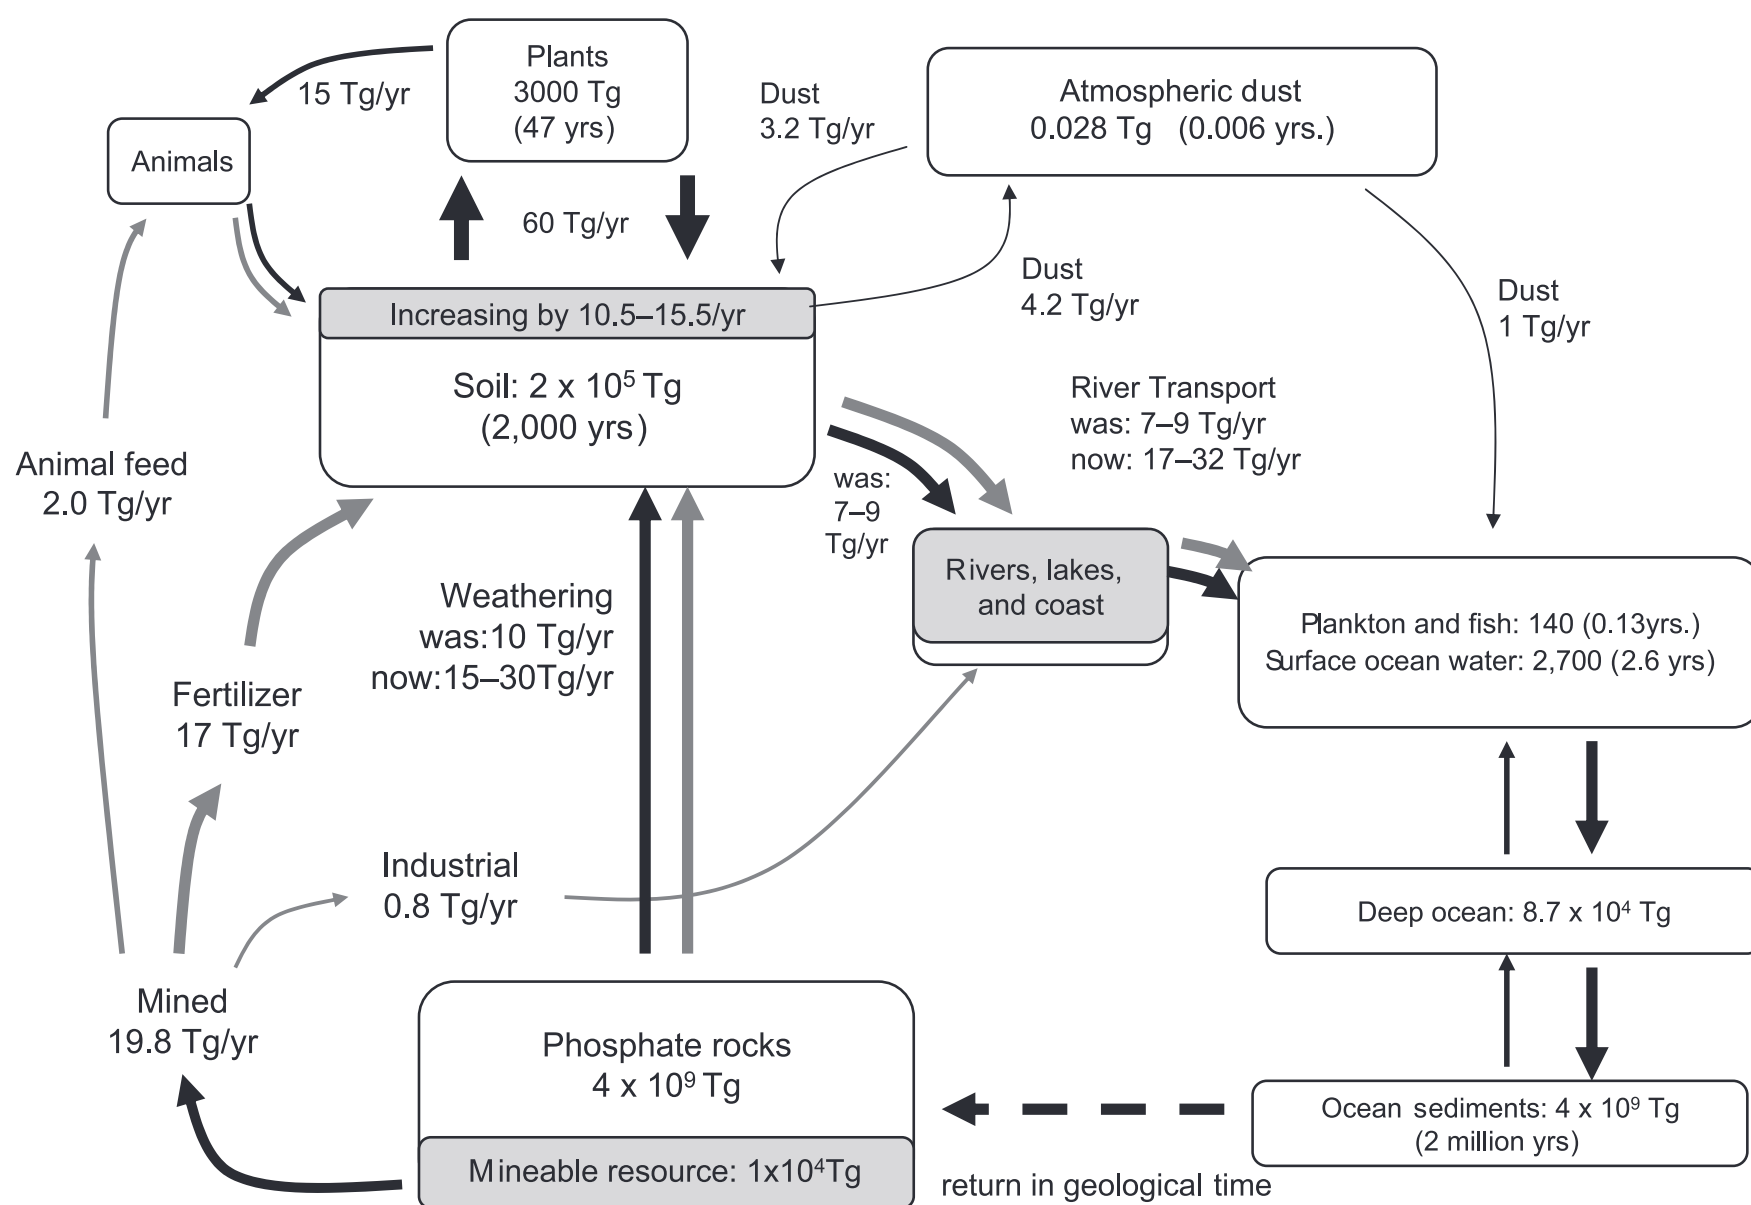 Plants
3000 Tg
(47 yrs)
15 Tg/yr
Animals
60 Tg/yr
Dust
3.2 Tg/yr
Atmospheric dust
0.028 Tg (0.006 yrs.)
Dust
4.2 Tg/yr
Dust
1 Tg/yr
Increasing by 10.5–15.5/yr
Soil: 2 x 10⁵ Tg
(2,000 yrs)
River Transport
was: 7–9 Tg/yr
now: 17–32 Tg/yr
was:
7–9
Tg/yr
Animal feed
2.0 Tg/yr
Rivers, lakes,
and coast
Weathering
was:10 Tg/yr
now:15–30Tg/yr
Plankton and fish: 140 (0.13yrs.)
Surface ocean water: 2,700 (2.6 yrs)
Fertilizer
17 Tg/yr
Industrial
0.8 Tg/yr
Deep ocean: 8.7 x 10⁴ Tg
Mined
19.8 Tg/yr
Phosphate rocks
4 x 10⁹ Tg
Mineable resource: 1x10⁴Tg
Ocean sediments: 4 x 10⁹ Tg
(2 million yrs)
return in geological time